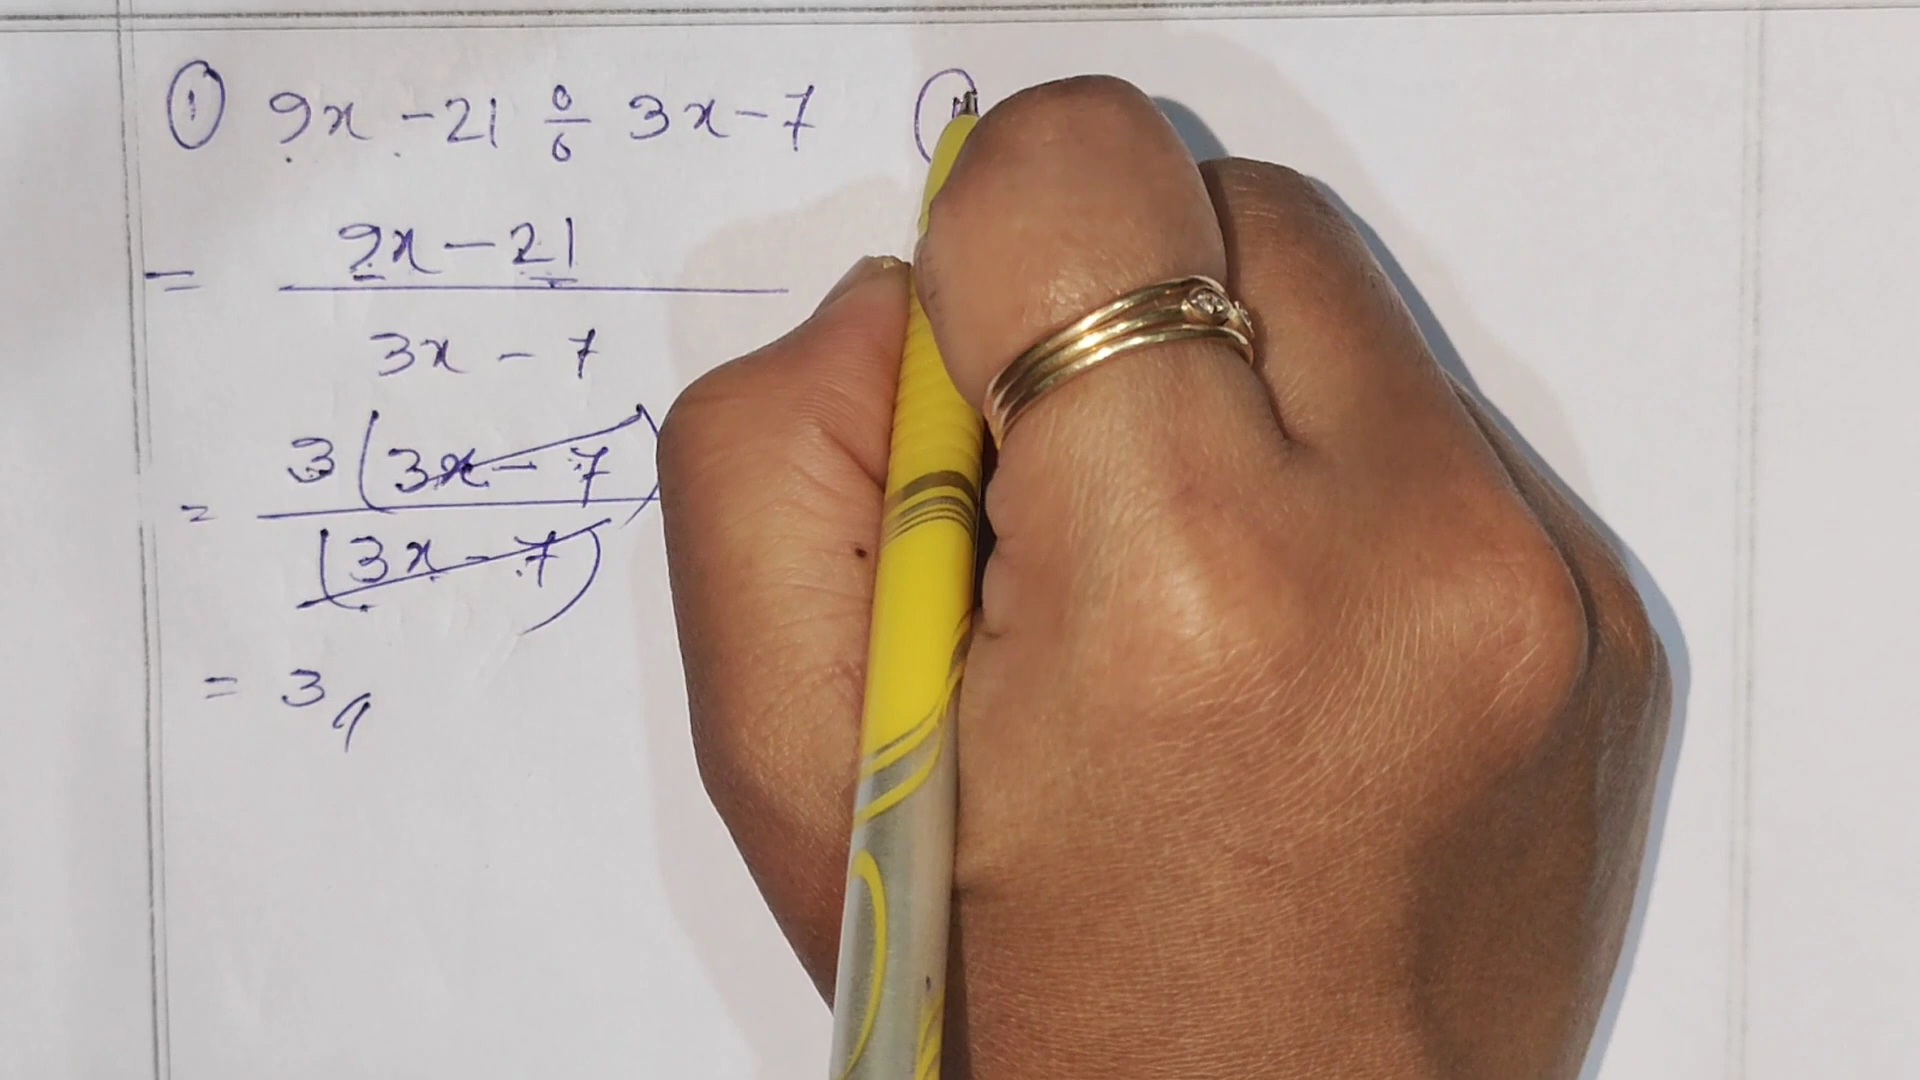 ① 9x - 21 ÷ 3x - 7
= 9x - 21
3x - 7
= 3(3x - 7)
(3x - 7)
= 3